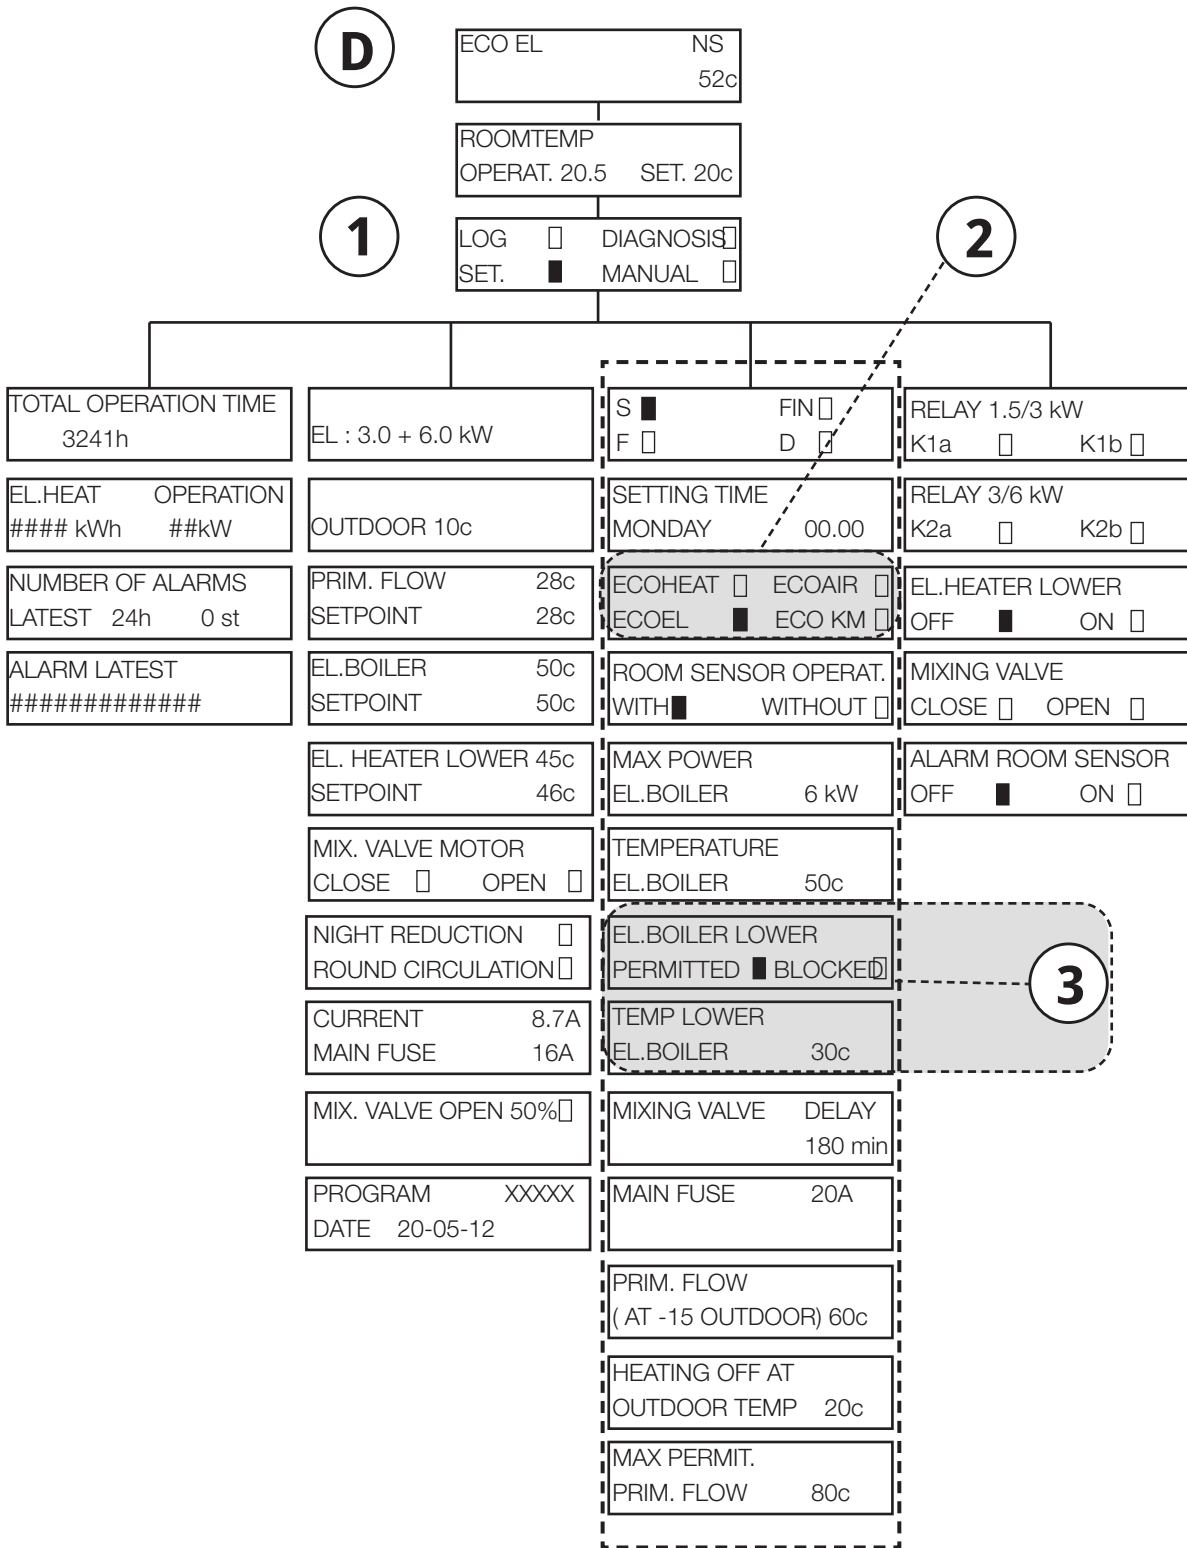 D
ECO EL NS
52c
ROOMTEMP
OPERAT. 20.5 SET. 20c
1
LOG DIAGNOSIS
SET. MANUAL
2
TOTAL OPERATION TIME
3241h
EL.HEAT OPERATION
#### kWh ##kW
NUMBER OF ALARMS
LATEST 24h 0 st
ALARM LATEST
#############
EL : 3.0 + 6.0 kW
OUTDOOR 10c
PRIM. FLOW 28c
SETPOINT 28c
EL.BOILER 50c
SETPOINT 50c
EL. HEATER LOWER 45c
SETPOINT 46c
MIX. VALVE MOTOR
CLOSE OPEN
NIGHT REDUCTION
ROUND CIRCULATION
CURRENT 8.7A
MAIN FUSE 16A
MIX. VALVE OPEN 50%
PROGRAM XXXXX
DATE 20-05-12
S FIN
F D
SETTING TIME
MONDAY 00.00
ECOHEAT ECOAIR
ECOEL ECO KM
ROOM SENSOR OPERAT.
WITH WITHOUT
MAX POWER
EL.BOILER 6 kW
TEMPERATURE
EL.BOILER 50c
EL.BOILER LOWER
PERMITTED BLOCKED
TEMP LOWER
EL.BOILER 30c
3
MIXING VALVE DELAY
180 min
MAIN FUSE 20A
PRIM. FLOW
( AT -15 OUTDOOR) 60c
HEATING OFF AT
OUTDOOR TEMP 20c
MAX PERMIT.
PRIM. FLOW 80c
RELAY 1.5/3 kW
K1a K1b
RELAY 3/6 kW
K2a K2b
EL.HEATER LOWER
OFF ON
MIXING VALVE
CLOSE OPEN
ALARM ROOM SENSOR
OFF ON